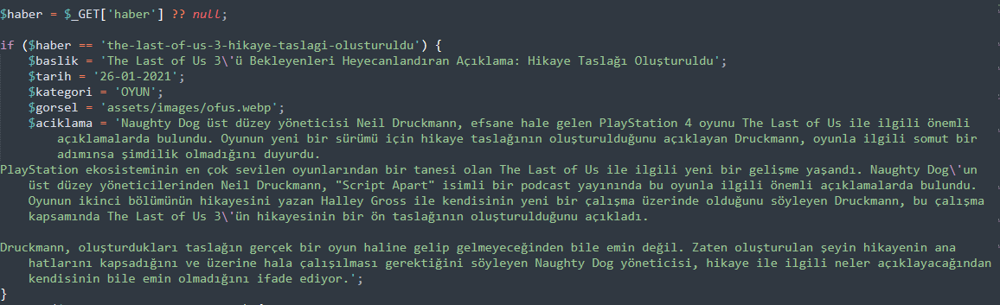 $haber = $_GET['haber'] ?? null;
if ($haber == 'the-last-of-us-3-hikaye-taslagi-olusturuldu') {
$baslik = 'The Last of Us 3\'ü Bekleyenleri Heyecanlandıran Açıklama: Hikaye Taslağı Oluşturuldu';
$tarih = '26-01-2021';
$kategori = 'OYUN';
$gorsel = 'assets/images/ofus.webp';
$aciklama = 'Naughty Dog üst düzey yöneticisi Neil Druckmann, efsane hale gelen PlayStation 4 oyunu The Last of Us ile ilgili önemli
açıklamalarda bulundu. Oyunun yeni bir sürümü için hikaye taslağının oluşturulduğunu açıklayan Druckmann, oyunla ilgili somut bir
adımınsa şimdilik olmadığını duyurdu.
PlayStation ekosisteminin en çok sevilen oyunlarından bir tanesi olan The Last of Us ile ilgili yeni bir gelişme yaşandı. Naughty Dog\'un
üst düzey yöneticilerinden Neil Druckmann, "Script Apart" isimli bir podcast yayınında bu oyunla ilgili önemli açıklamalarda bulundu.
Oyunun ikinci bölümünün hikayesini yazan Halley Gross ile kendisinin yeni bir çalışma üzerinde olduğunu söyleyen Druckmann, bu çalışma
kapsamında The Last of Us 3\'ün hikayesinin bir ön taslağının oluşturulduğunu açıkladı.
Druckmann, oluşturdukları taslağın gerçek bir oyun haline gelip gelmeyeceğinden bile emin değil. Zaten oluşturulan şeyin hikayenin ana
hatlarını kapsadığını ve üzerine hala çalışılması gerektiğini söyleyen Naughty Dog yöneticisi, hikaye ile ilgili neler açıklayacağından
kendisinin bile emin olmadığını ifade ediyor.';
}